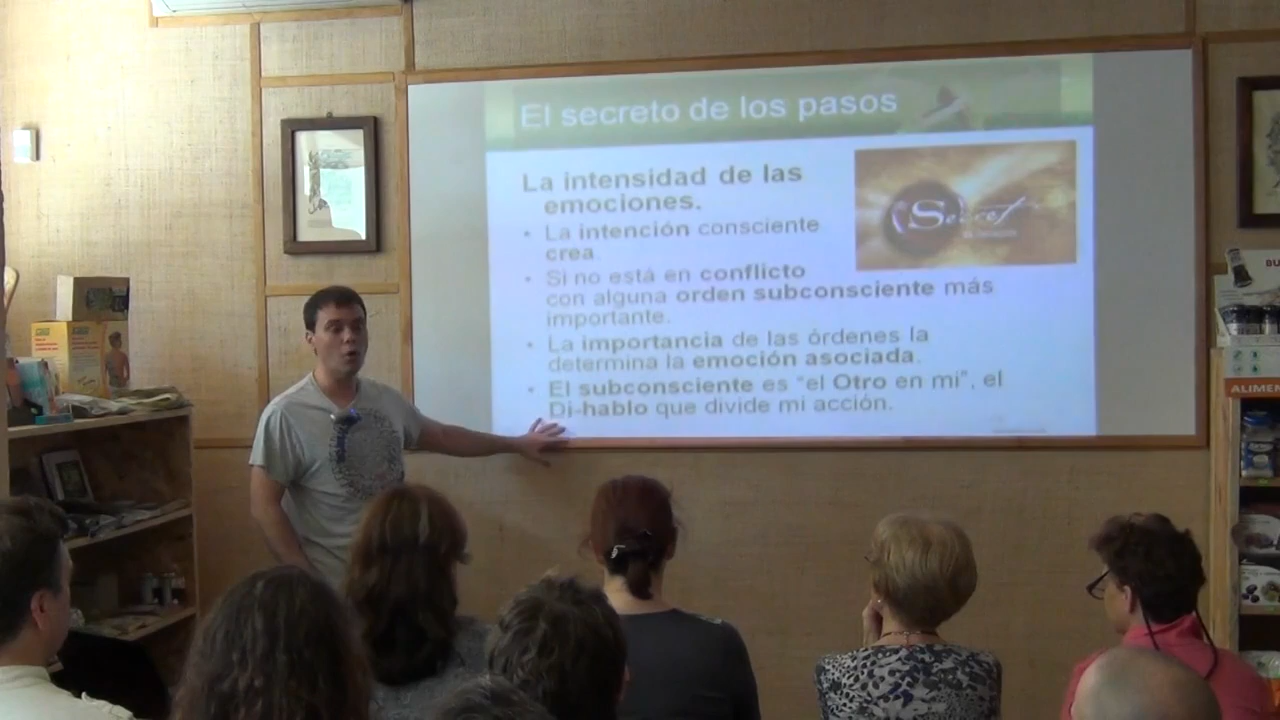 El secreto de los pasos
La intensidad de las
emociones.
• La intención consciente
crea.
• Si no está en conflicto
con alguna orden subconsciente más
importante.
• La importancia de las órdenes la
determina la emoción asociada.
• El subconsciente es "el Otro en mi", el
Di-hablo que divide mi acción.
Secret
BU
ALIMEN